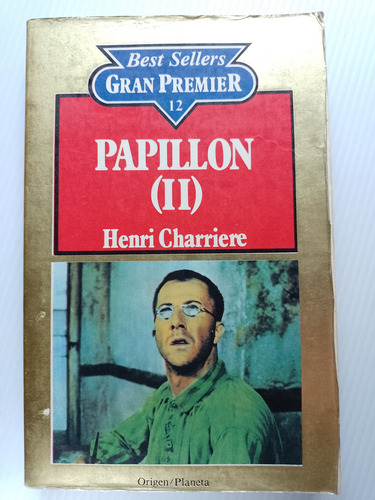 Best Sellers
GRAN PREMIER
12
PAPILLON
(II)
Henri Charriere
Origen/Planeta